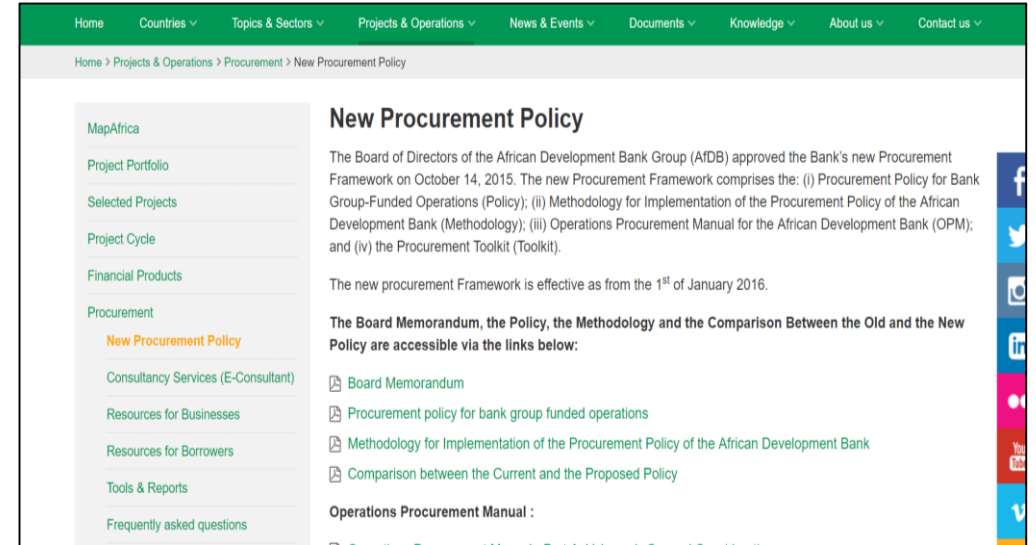 Home Countries Topics & Sectors Projects & Operations News & Events Documents Knowledge About us Contact us
Home > Projects & Operations > Procurement > New Procurement Policy
MapAfrica
Project Portfolio
Selected Projects
Project Cycle
Financial Products
Procurement
New Procurement Policy
Consultancy Services (E-Consultant)
Resources for Businesses
Resources for Borrowers
Tools & Reports
Frequently asked questions
New Procurement Policy
The Board of Directors of the African Development Bank Group (AfDB) approved the Bank's new Procurement
Framework on October 14, 2015. The new Procurement Framework comprises the: (i) Procurement Policy for Bank
Group-Funded Operations (Policy); (ii) Methodology for Implementation of the Procurement Policy of the African
Development Bank (Methodology); (iii) Operations Procurement Manual for the African Development Bank (OPM);
and (iv) the Procurement Toolkit (Toolkit).
The new procurement Framework is effective as from the 1st of January 2016.
The Board Memorandum, the Policy, the Methodology and the Comparison Between the Old and the New
Policy are accessible via the links below:
Board Memorandum
Procurement policy for bank group funded operations
Methodology for Implementation of the Procurement Policy of the African Development Bank
Comparison between the Current and the Proposed Policy
Operations Procurement Manual :